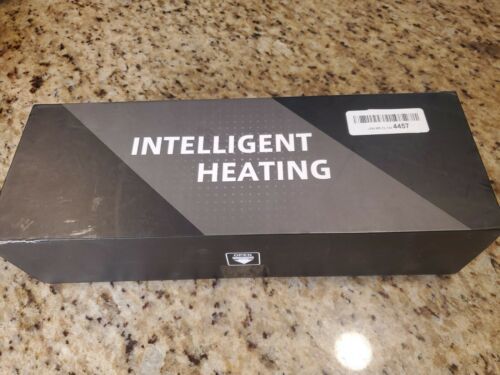 INTELLIGENT
HEATING
4457
OPEN